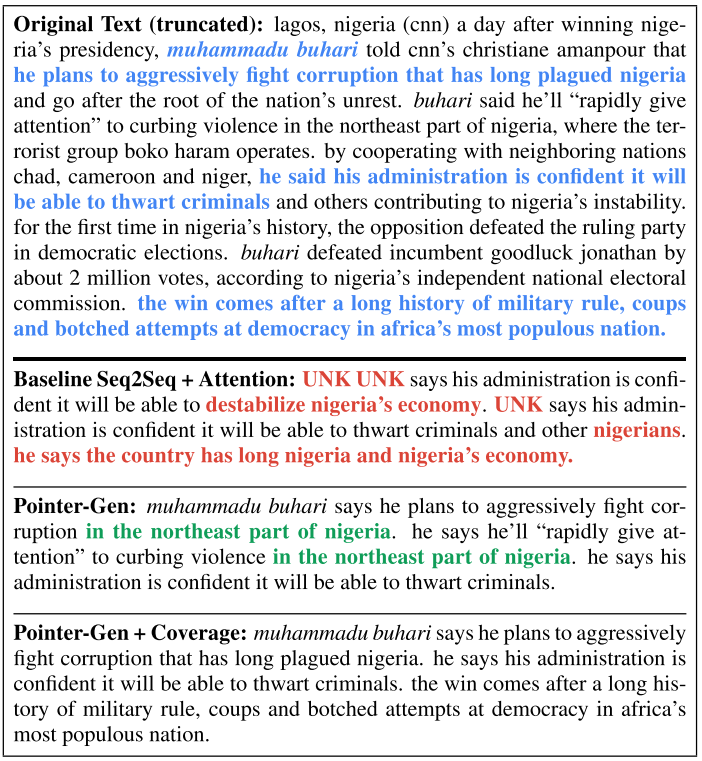 Original Text (truncated): lagos, nigeria (cnn) a day after winning nige-
ria's presidency, muhammadu buhari told cnn's christiane amanpour that
he plans to aggressively fight corruption that has long plagued nigeria
and go after the root of the nation's unrest. buhari said he'll “rapidly give
attention” to curbing violence in the northeast part of nigeria, where the ter-
rorist group boko haram operates. by cooperating with neighboring nations
chad, cameroon and niger, he said his administration is confident it will
be able to thwart criminals and others contributing to nigeria's instability.
for the first time in nigeria's history, the opposition defeated the ruling party
in democratic elections. buhari defeated incumbent goodluck jonathan by
about 2 million votes, according to nigeria's independent national electoral
commission. the win comes after a long history of military rule, coups
and botched attempts at democracy in africa's most populous nation.
Baseline Seq2Seq + Attention: UNK UNK says his administration is confi-
dent it will be able to destabilize nigeria's economy. UNK says his admin-
istration is confident it will be able to thwart criminals and other nigerians.
he says the country has long nigeria and nigeria's economy.
Pointer-Gen: muhammadu buhari says he plans to aggressively fight cor-
ruption in the northeast part of nigeria. he says he'll “rapidly give at-
tention” to curbing violence in the northeast part of nigeria. he says his
administration is confident it will be able to thwart criminals.
Pointer-Gen + Coverage: muhammadu buhari says he plans to aggressively
fight corruption that has long plagued nigeria. he says his administration is
confident it will be able to thwart criminals. the win comes after a long his-
tory of military rule, coups and botched attempts at democracy in africa's
most populous nation.